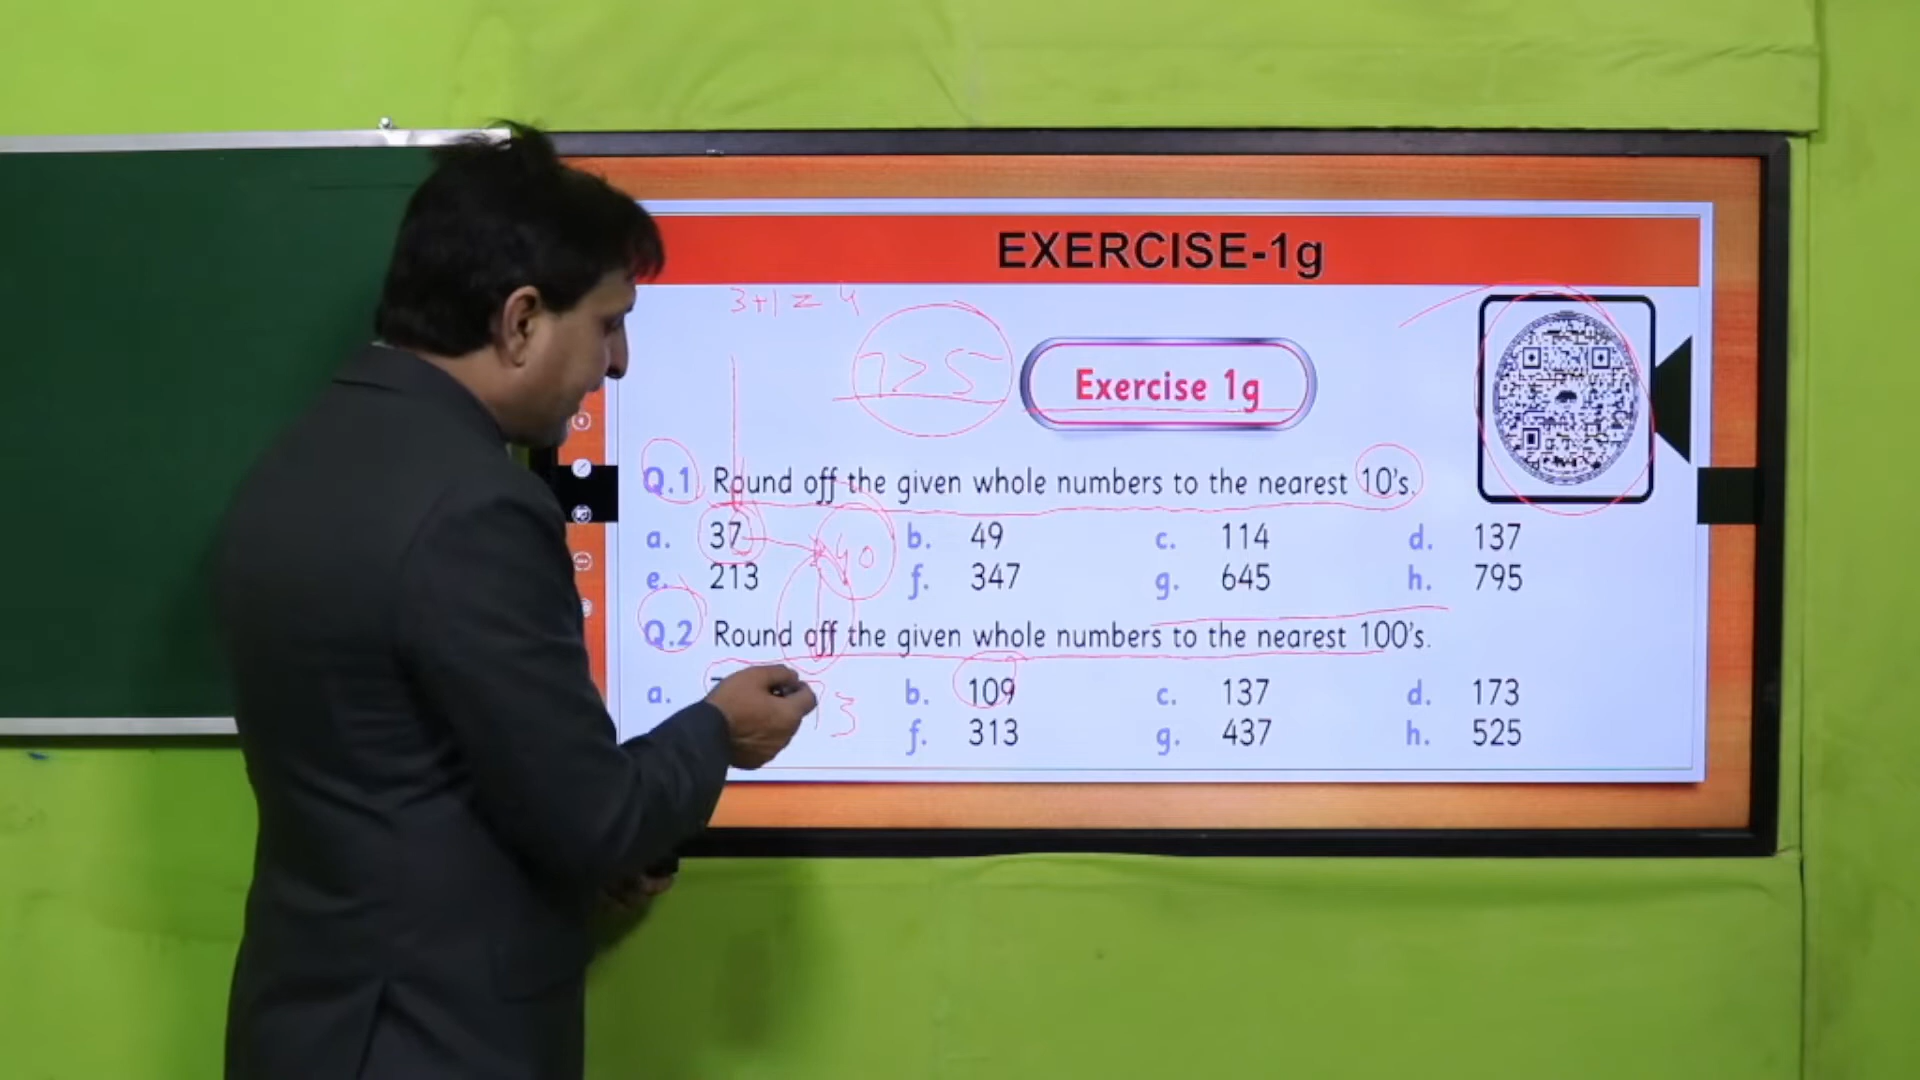 EXERCISE-1g
3+1 = 4
725
Exercise 1g
Q.1 Round off the given whole numbers to the nearest 10's.
a. 37 40 b. 49 c. 114 d. 137
e. 213 f. 347 g. 645 h. 795
Q.2 Round off the given whole numbers to the nearest 100's.
a. 73 b. 109 c. 137 d. 173
f. 313 g. 437 h. 525